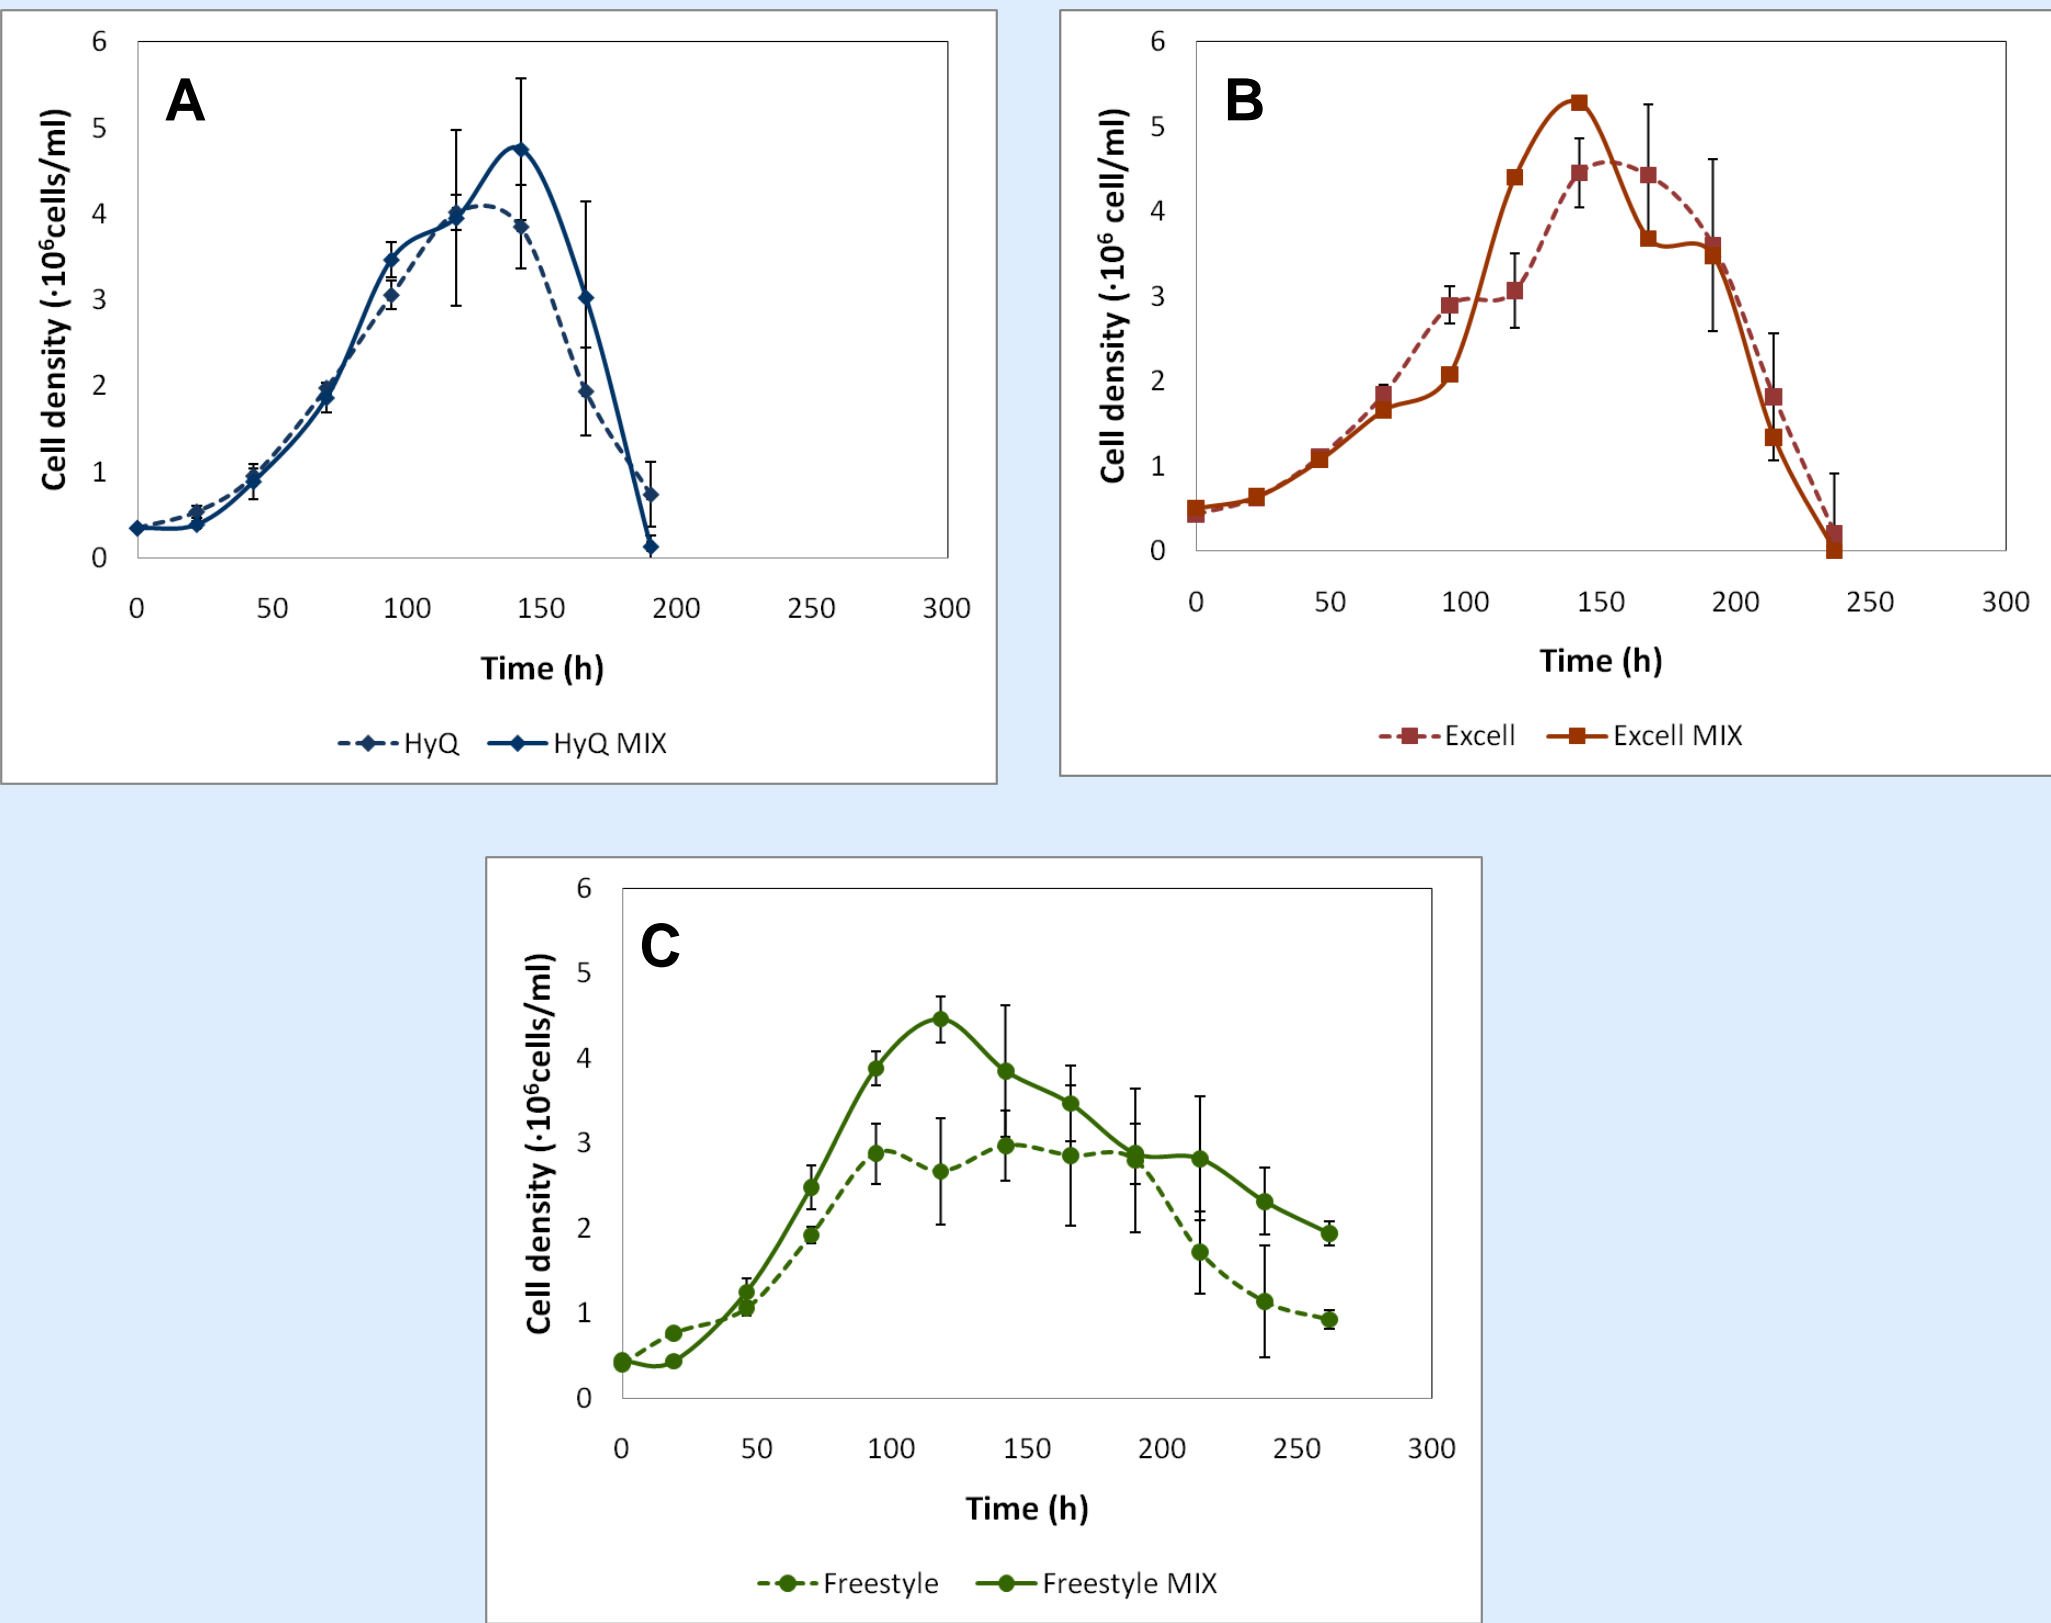 A
Cell density (·10⁶cells/ml)
6
5
4
3
2
1
0
0 50 100 150 200 250 300
Time (h)
HyQ HyQ MIX
B
Cell density (·10⁶ cell/ml)
6
5
4
3
2
1
0
0 50 100 150 200 250 300
Time (h)
Excell Excell MIX
C
Cell density (·10⁶cells/ml)
6
5
4
3
2
1
0
0 50 100 150 200 250 300
Time (h)
Freestyle Freestyle MIX